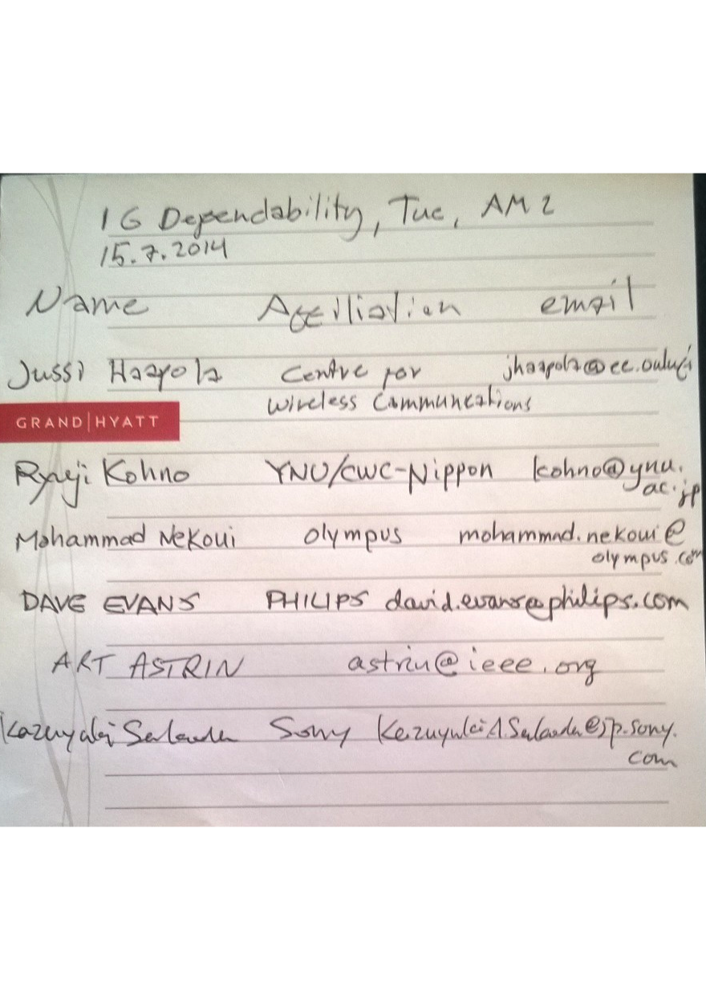 IG Dependability, Tue, AM2
15.7.2014
Name Affiliation email
Jussi Haapola Centre for jhaapola@ee.oulu.fi
Wireless Communications
GRAND|HYATT
Ryuji Kohno YNU/CWC-Nippon kohno@ynu.
ac.jp
Mohammad Nekoui Olympus mohammad.nekoui@
olympus.com
DAVE EVANS PHILIPS david.evans@philips.com
ART ASTRIN astrin@ieee.org
Kazuyuki Sakoda Sony KazuyukiA.Sakoda@jp.sony.
com